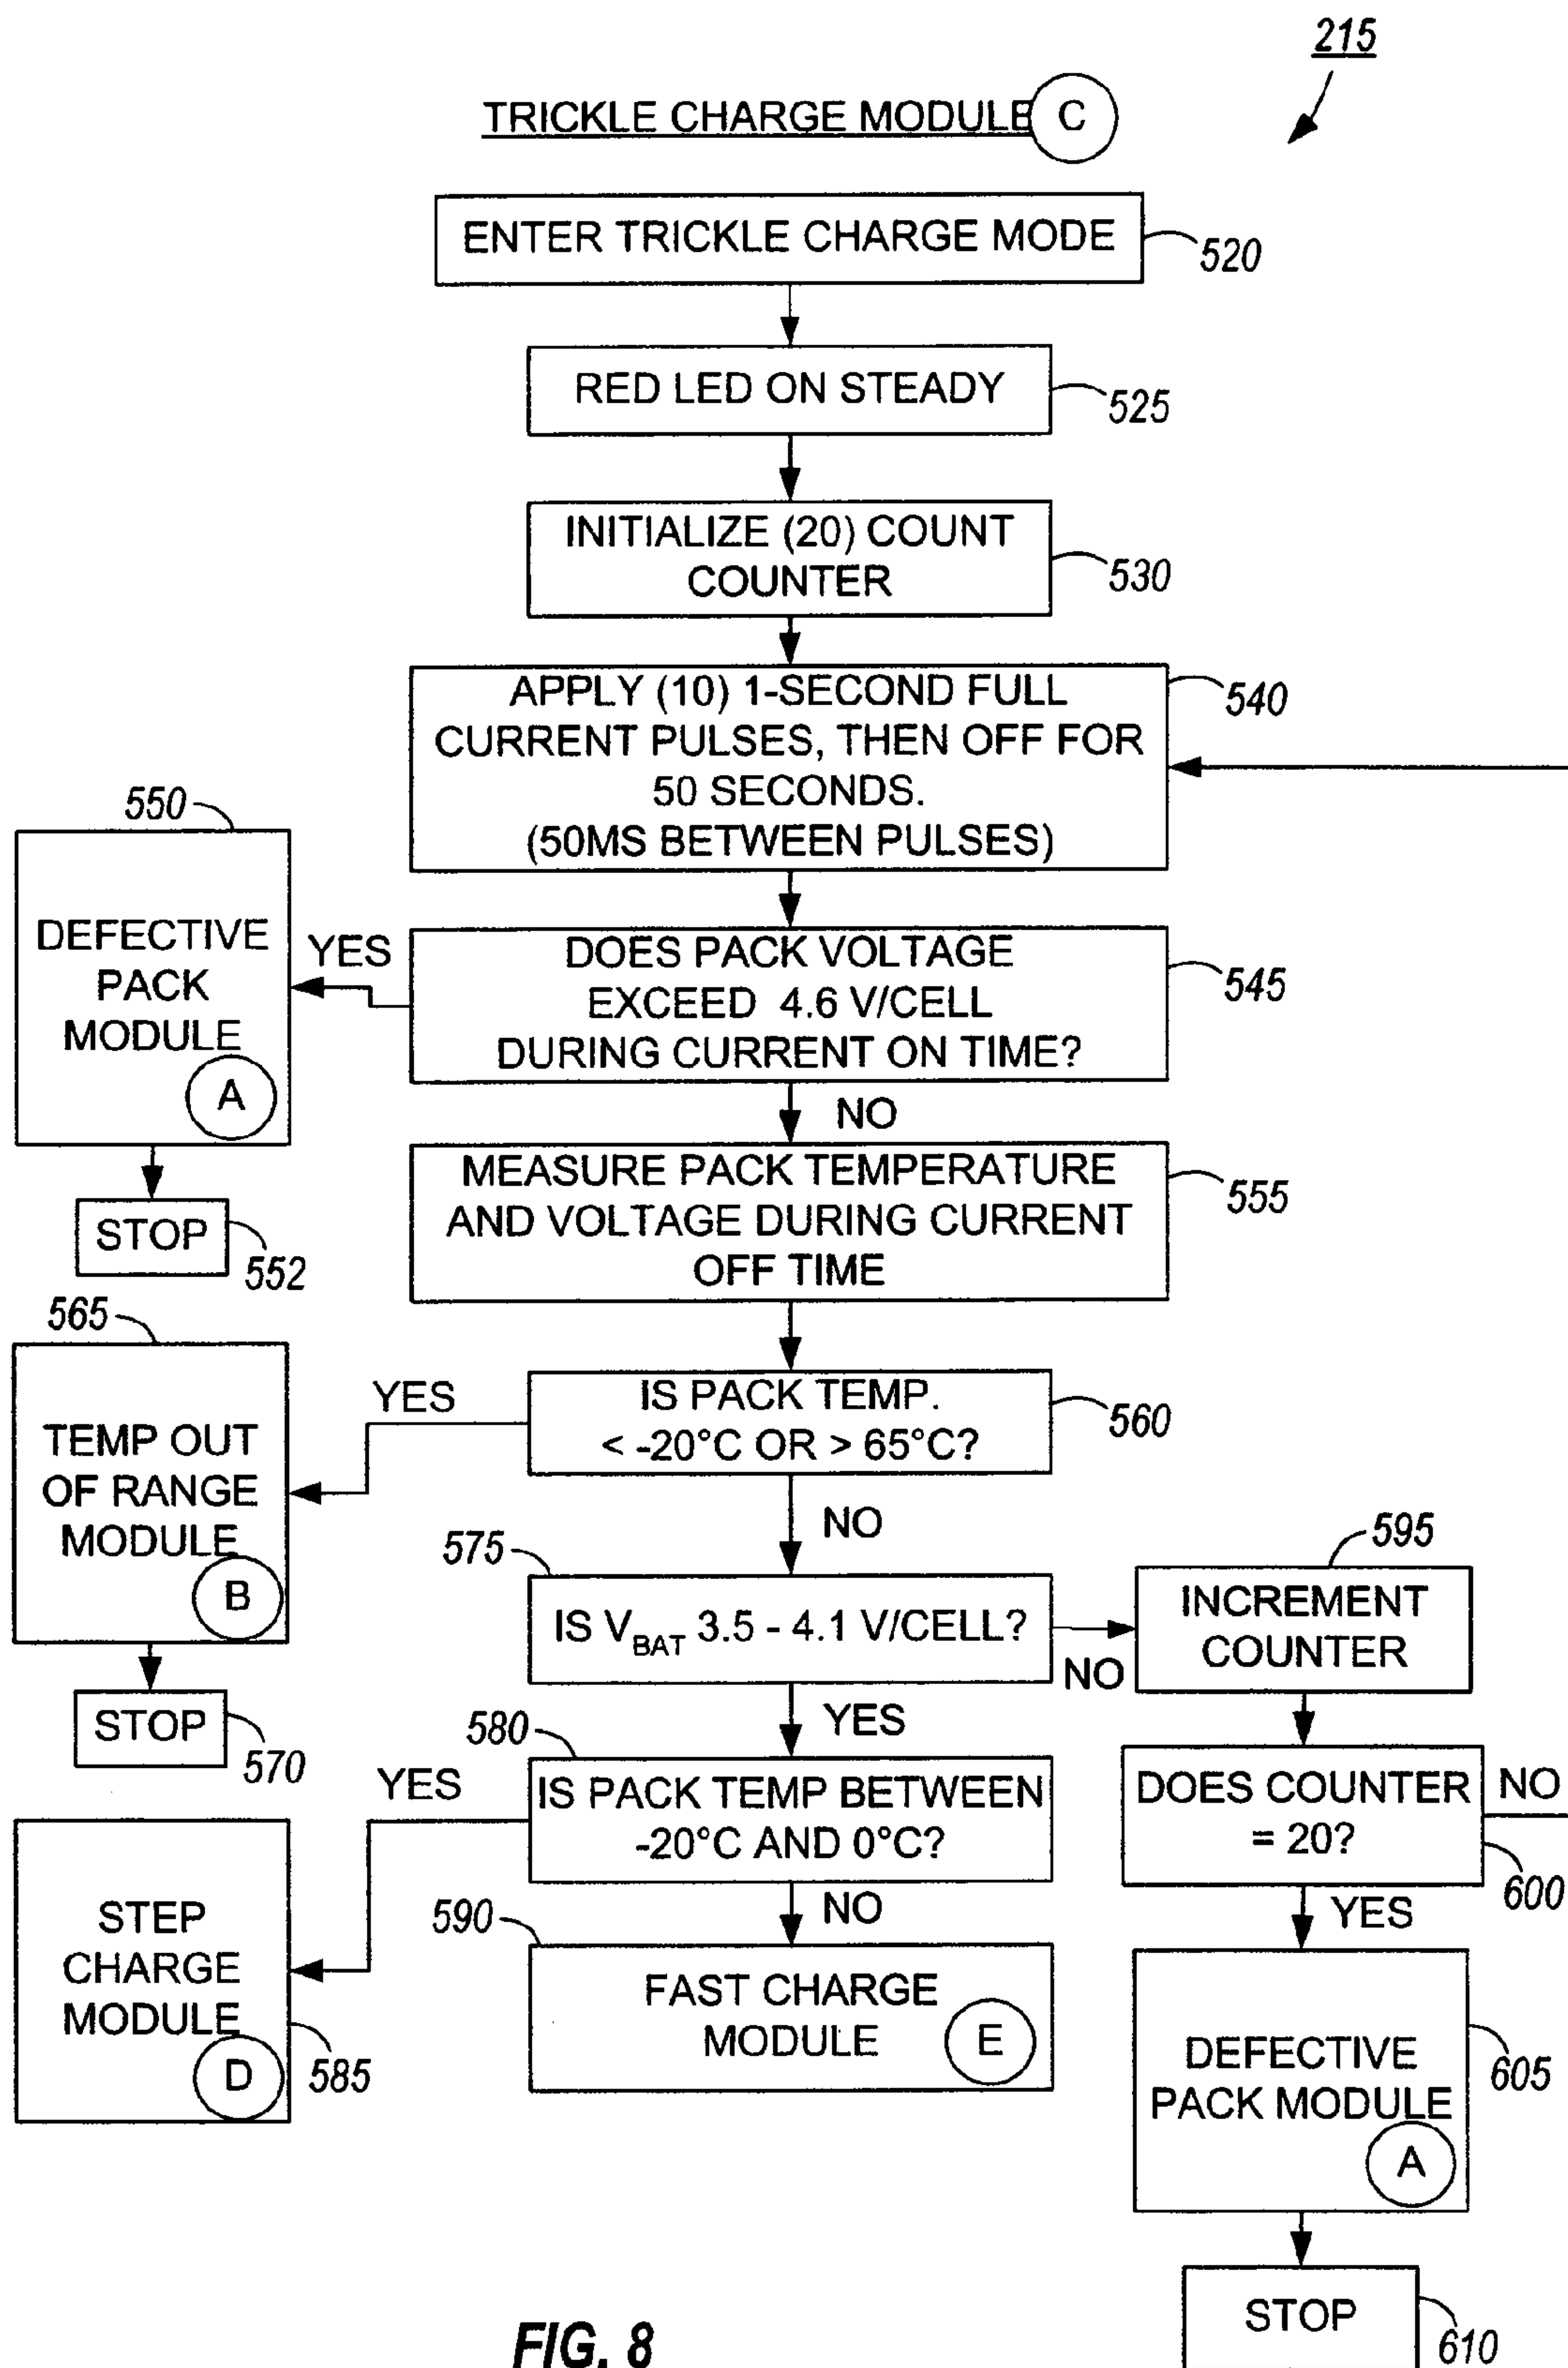 215
TRICKLE CHARGE MODULE C
ENTER TRICKLE CHARGE MODE
520
RED LED ON STEADY
525
INITIALIZE (20) COUNT
COUNTER
530
APPLY (10) 1-SECOND FULL
CURRENT PULSES, THEN OFF FOR
50 SECONDS.
(50MS BETWEEN PULSES)
540
550
DEFECTIVE
PACK
MODULE
A
YES
DOES PACK VOLTAGE
EXCEED 4.6 V/CELL
DURING CURRENT ON TIME?
545
NO
STOP
552
MEASURE PACK TEMPERATURE
AND VOLTAGE DURING CURRENT
OFF TIME
555
565
TEMP OUT
OF RANGE
MODULE
B
YES
IS PACK TEMP.
< -20°C OR > 65°C?
560
NO
STOP
570
575
IS VBAT 3.5 - 4.1 V/CELL?
NO
595
INCREMENT
COUNTER
YES
580
IS PACK TEMP BETWEEN
-20°C AND 0°C?
YES
DOES COUNTER
= 20?
NO
600
STEP
CHARGE
MODULE
D
585
NO
590
FAST CHARGE
MODULE
E
YES
DEFECTIVE
PACK MODULE
A
605
STOP
610
FIG. 8